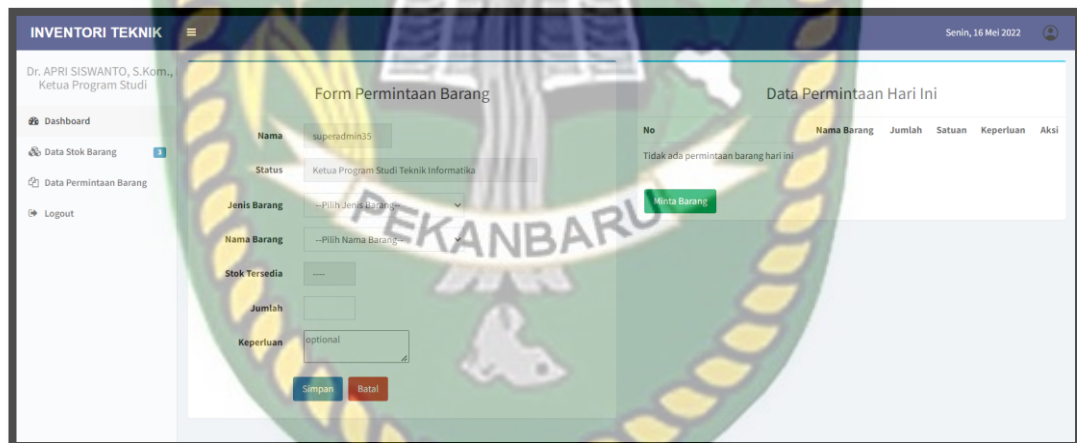 INVENTORI TEKNIK
Senin, 16 Mei 2022
Dr. APRI SISWANTO, S.Kom.,
Ketua Program Studi
Dashboard
Data Stok Barang 3
Data Permintaan Barang
Logout
Form Permintaan Barang
Nama superadmin35
Status Ketua Program Studi Teknik Informatika
Jenis Barang --Pilih Jenis Barang--
Nama Barang --Pilih Nama Barang--
Stok Tersedia ----
Jumlah
Keperluan optional
Simpan Batal
Data Permintaan Hari Ini
No Nama Barang Jumlah Satuan Keperluan Aksi
Tidak ada permintaan barang hari ini
Minta Barang
PEKANBARU